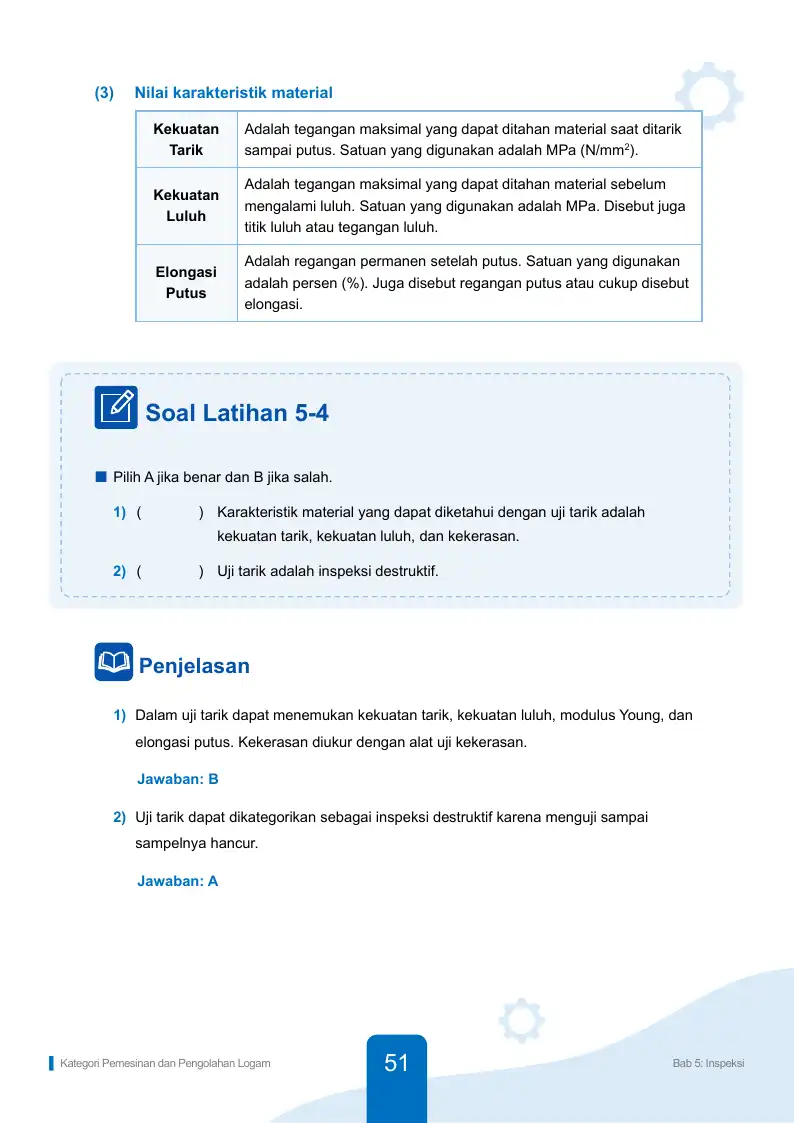 (3) Nilai karakteristik material
Kekuatan
Tarik
Adalah tegangan maksimal yang dapat ditahan material saat ditarik
sampai putus. Satuan yang digunakan adalah MPa (N/mm²).
Kekuatan
Luluh
Adalah tegangan maksimal yang dapat ditahan material sebelum
mengalami luluh. Satuan yang digunakan adalah MPa. Disebut juga
titik luluh atau tegangan luluh.
Elongasi
Putus
Adalah regangan permanen setelah putus. Satuan yang digunakan
adalah persen (%). Juga disebut regangan putus atau cukup disebut
elongasi.
Soal Latihan 5-4
■ Pilih A jika benar dan B jika salah.
1) ( ) Karakteristik material yang dapat diketahui dengan uji tarik adalah
kekuatan tarik, kekuatan luluh, dan kekerasan.
2) ( ) Uji tarik adalah inspeksi destruktif.
Penjelasan
1) Dalam uji tarik dapat menemukan kekuatan tarik, kekuatan luluh, modulus Young, dan
elongasi putus. Kekerasan diukur dengan alat uji kekerasan.
Jawaban: B
2) Uji tarik dapat dikategorikan sebagai inspeksi destruktif karena menguji sampai
sampelnya hancur.
Jawaban: A
Kategori Pemesinan dan Pengolahan Logam
51
Bab 5: Inspeksi